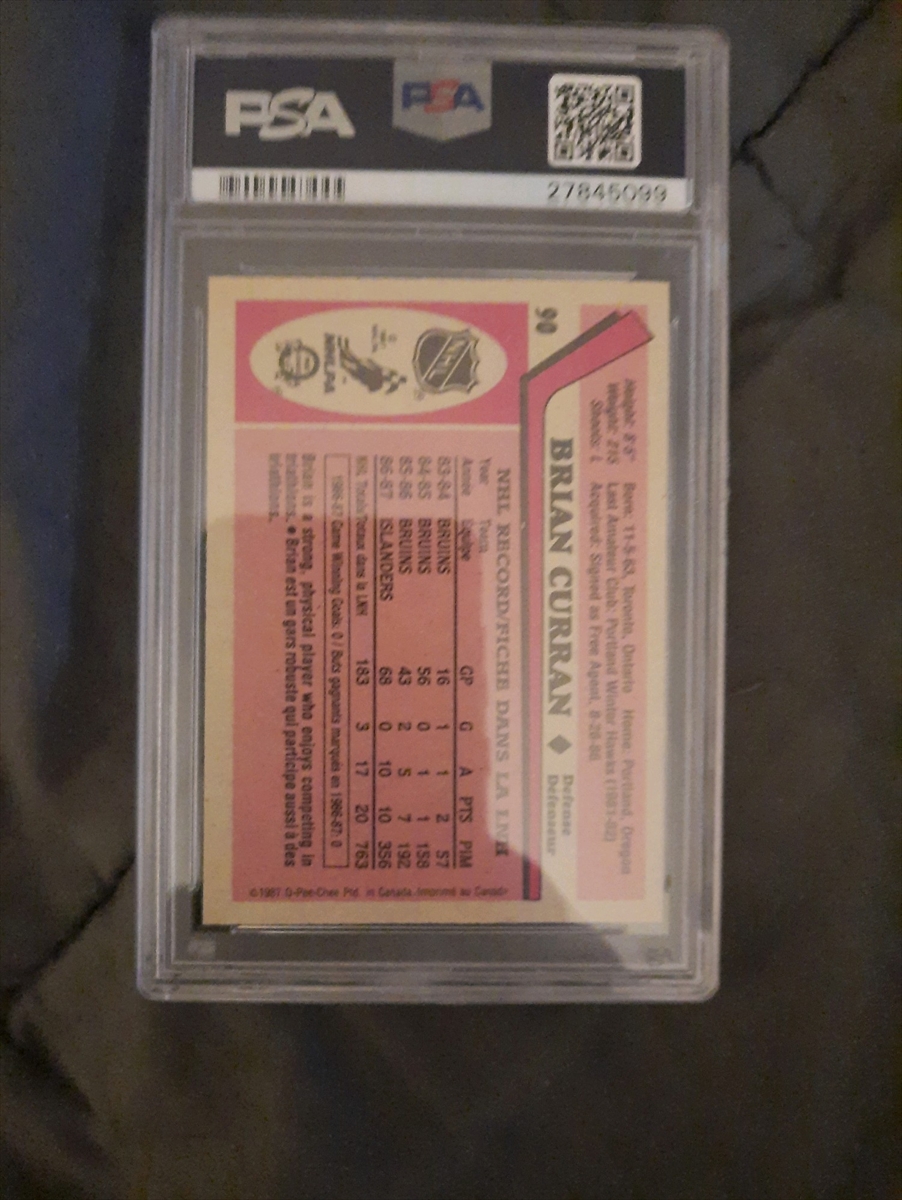 PSA
PSA
27845099
90
Height: 6'5" Born: 11-5-63, Toronto, Ontario Home: Portland, Oregon
Weight: 215 Last Amateur Club: Portland Winter Hawks (1981-82)
Shoots: L Acquired: Signed as Free Agent,
BRIAN CURRAN ♦ Defense
Défenseur
NHL RECORD/FICHE DANS LA LNH
Year Team
Année Équipe GP G A PTS PIM
83-84 BRUINS 16 1 1 2 57
84-85 BRUINS 56 0 1 1 158
85-86 BRUINS 43 2 5 7 192
86-87 ISLANDERS 68 0 10 10 356
NHL Totals/Totaux dans la LNH 183 3 17 20 763
1986-87 Game Winning Goals: 0 / Buts gagnants marqués en 1986-87: 0
Brian is a strong, physical player who enjoys competing in
triathlons. • Brian est un gars robuste qui participe aussi à des
triathlons.
NHL
NHLPA
© 1987 O-Pee-Chee Ptd. in Canada-Imprimé au Canada